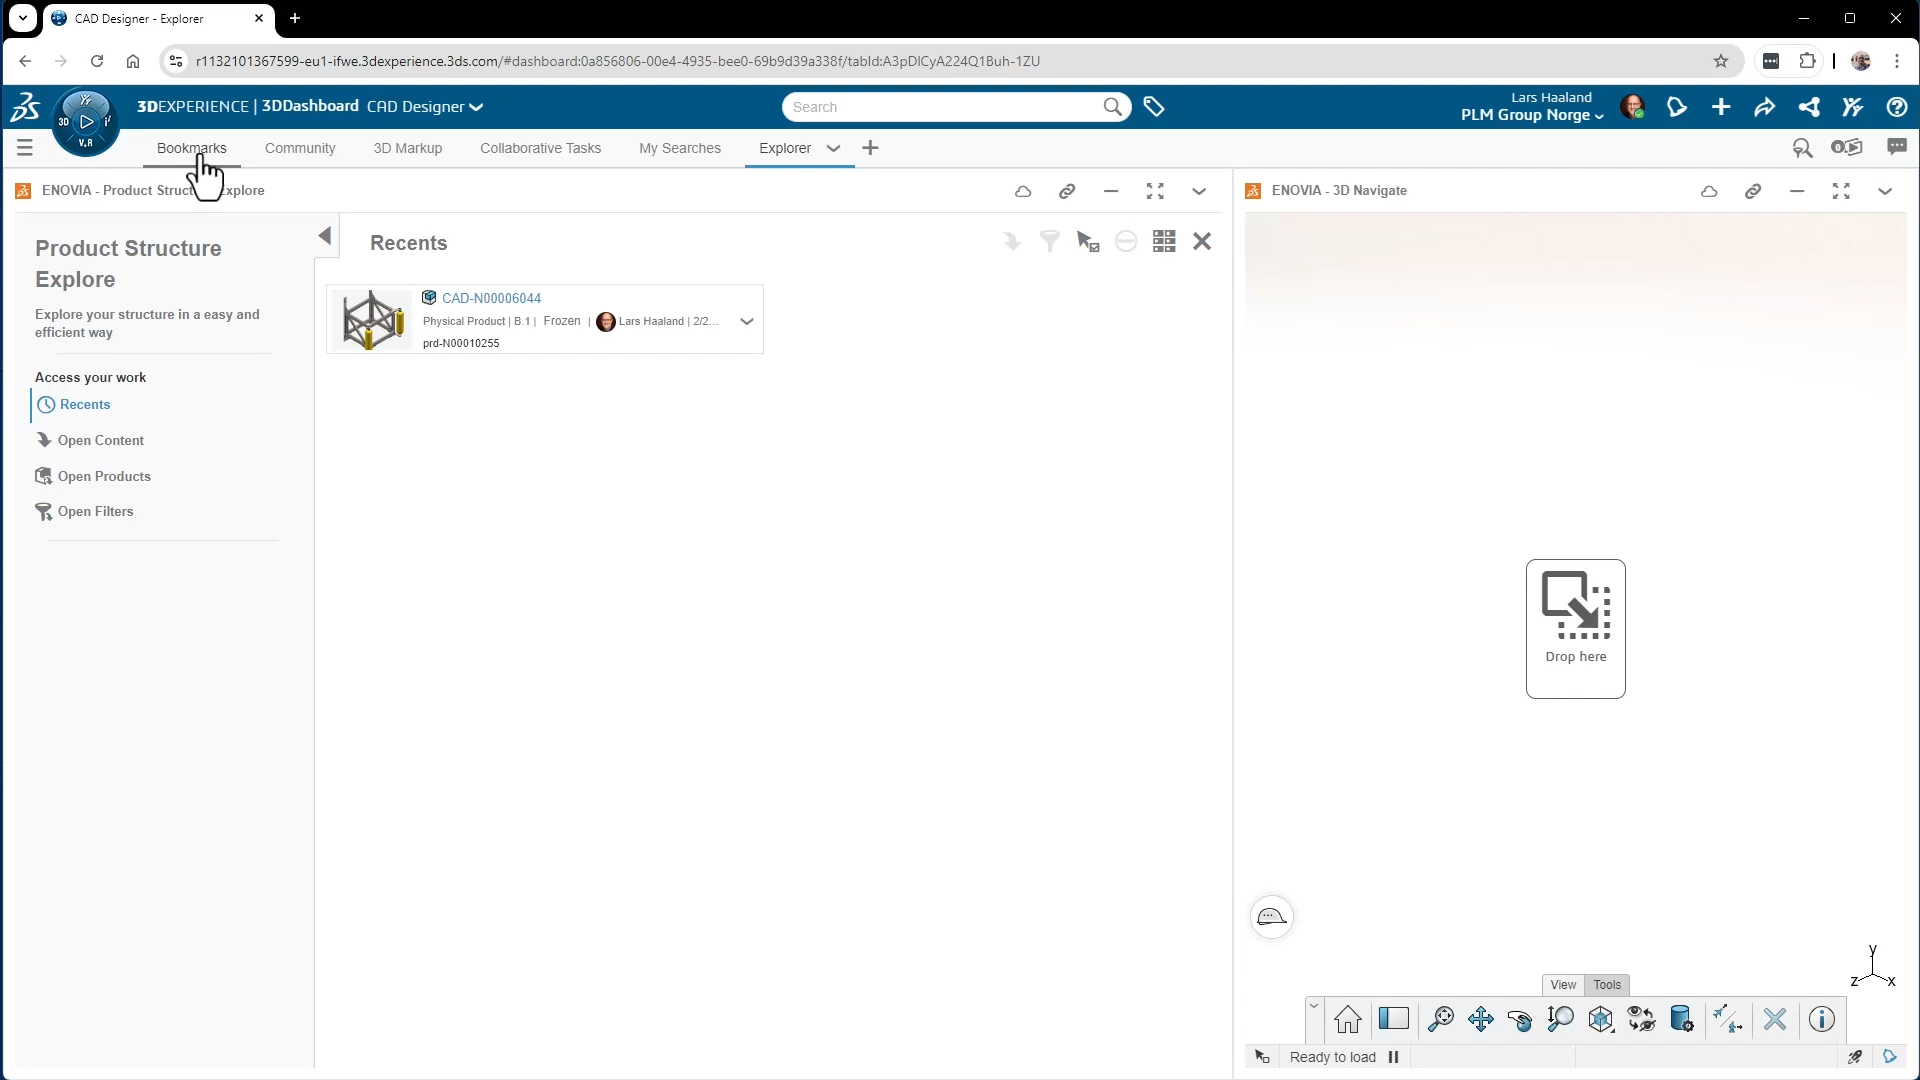 CAD Designer - Explorer
r1132101367599-eu1-ifwe.3dexperience.3ds.com/#dashboard:0a856806-00e4-4935-bee0-69b9d39a338f/tabId:A3pDICyA224Q1Buh-1ZU
3D
V.R
3DEXPERIENCE | 3DDashboard CAD Designer
Search
Lars Haaland
PLM Group Norge
Bookmarks
Community
3D Markup
Collaborative Tasks
My Searches
Explorer
ENOVIA - Product Struct xplore
ENOVIA - 3D Navigate
Product Structure
Explore
Explore your structure in a easy and
efficient way
Access your work
Recents
Open Content
Open Products
Open Filters
Recents
CAD-N00006044
Physical Product | B.1 | Frozen | Lars Haaland | 2/2...
prd-N00010255
Drop here
y
z x
View
Tools
Ready to load